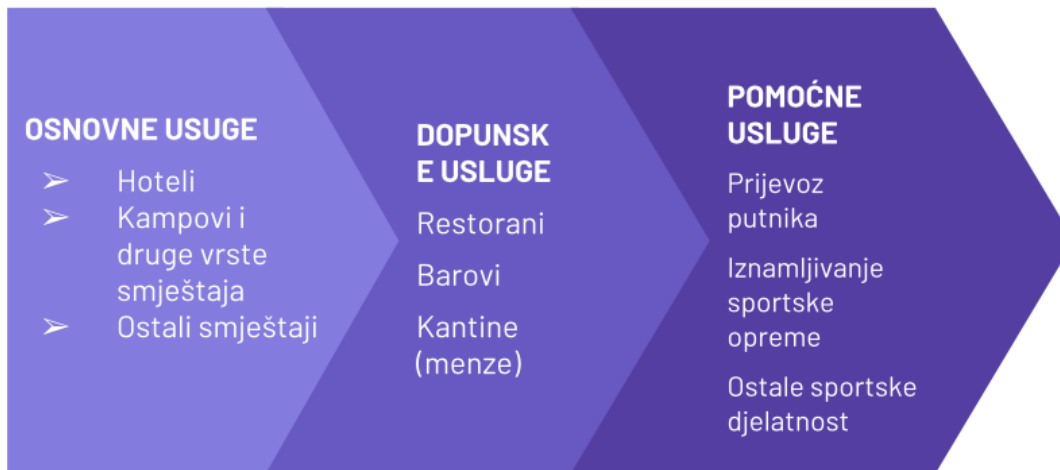 OSNOVNE USUGE
➢ Hoteli
➢ Kampovi i
druge vrste
smještaja
➢ Ostali smještaji
DOPUNSK
E USLUGE
Restorani
Barovi
Kantine
(menze)
POMOĆNE
USLUGE
Prijevoz
putnika
Iznamljivanje
sportske
opreme
Ostale sportske
djelatnost